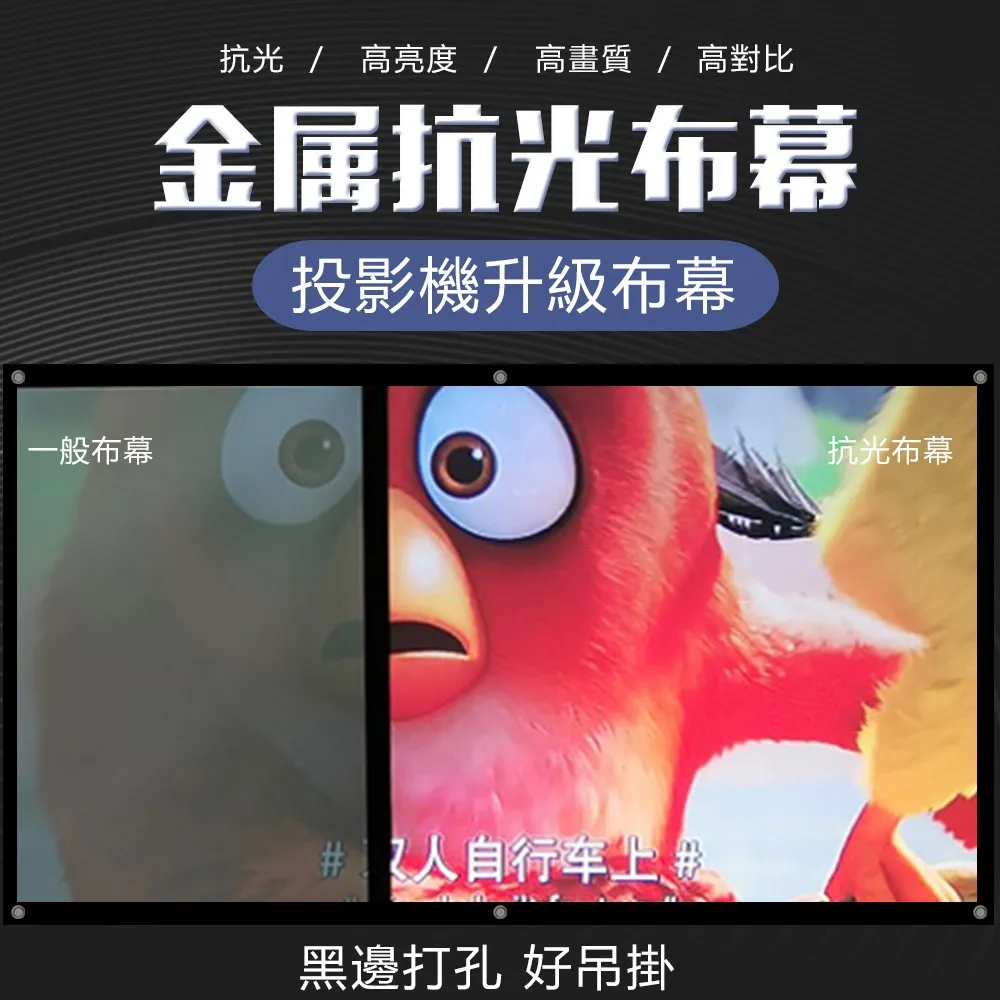 抗光 / 高亮度 / 高畫質 / 高對比
金属抗光布幕
投影機升級布幕
一般布幕
抗光布幕
# 双人自行车上 #
黑邊打孔 好吊掛